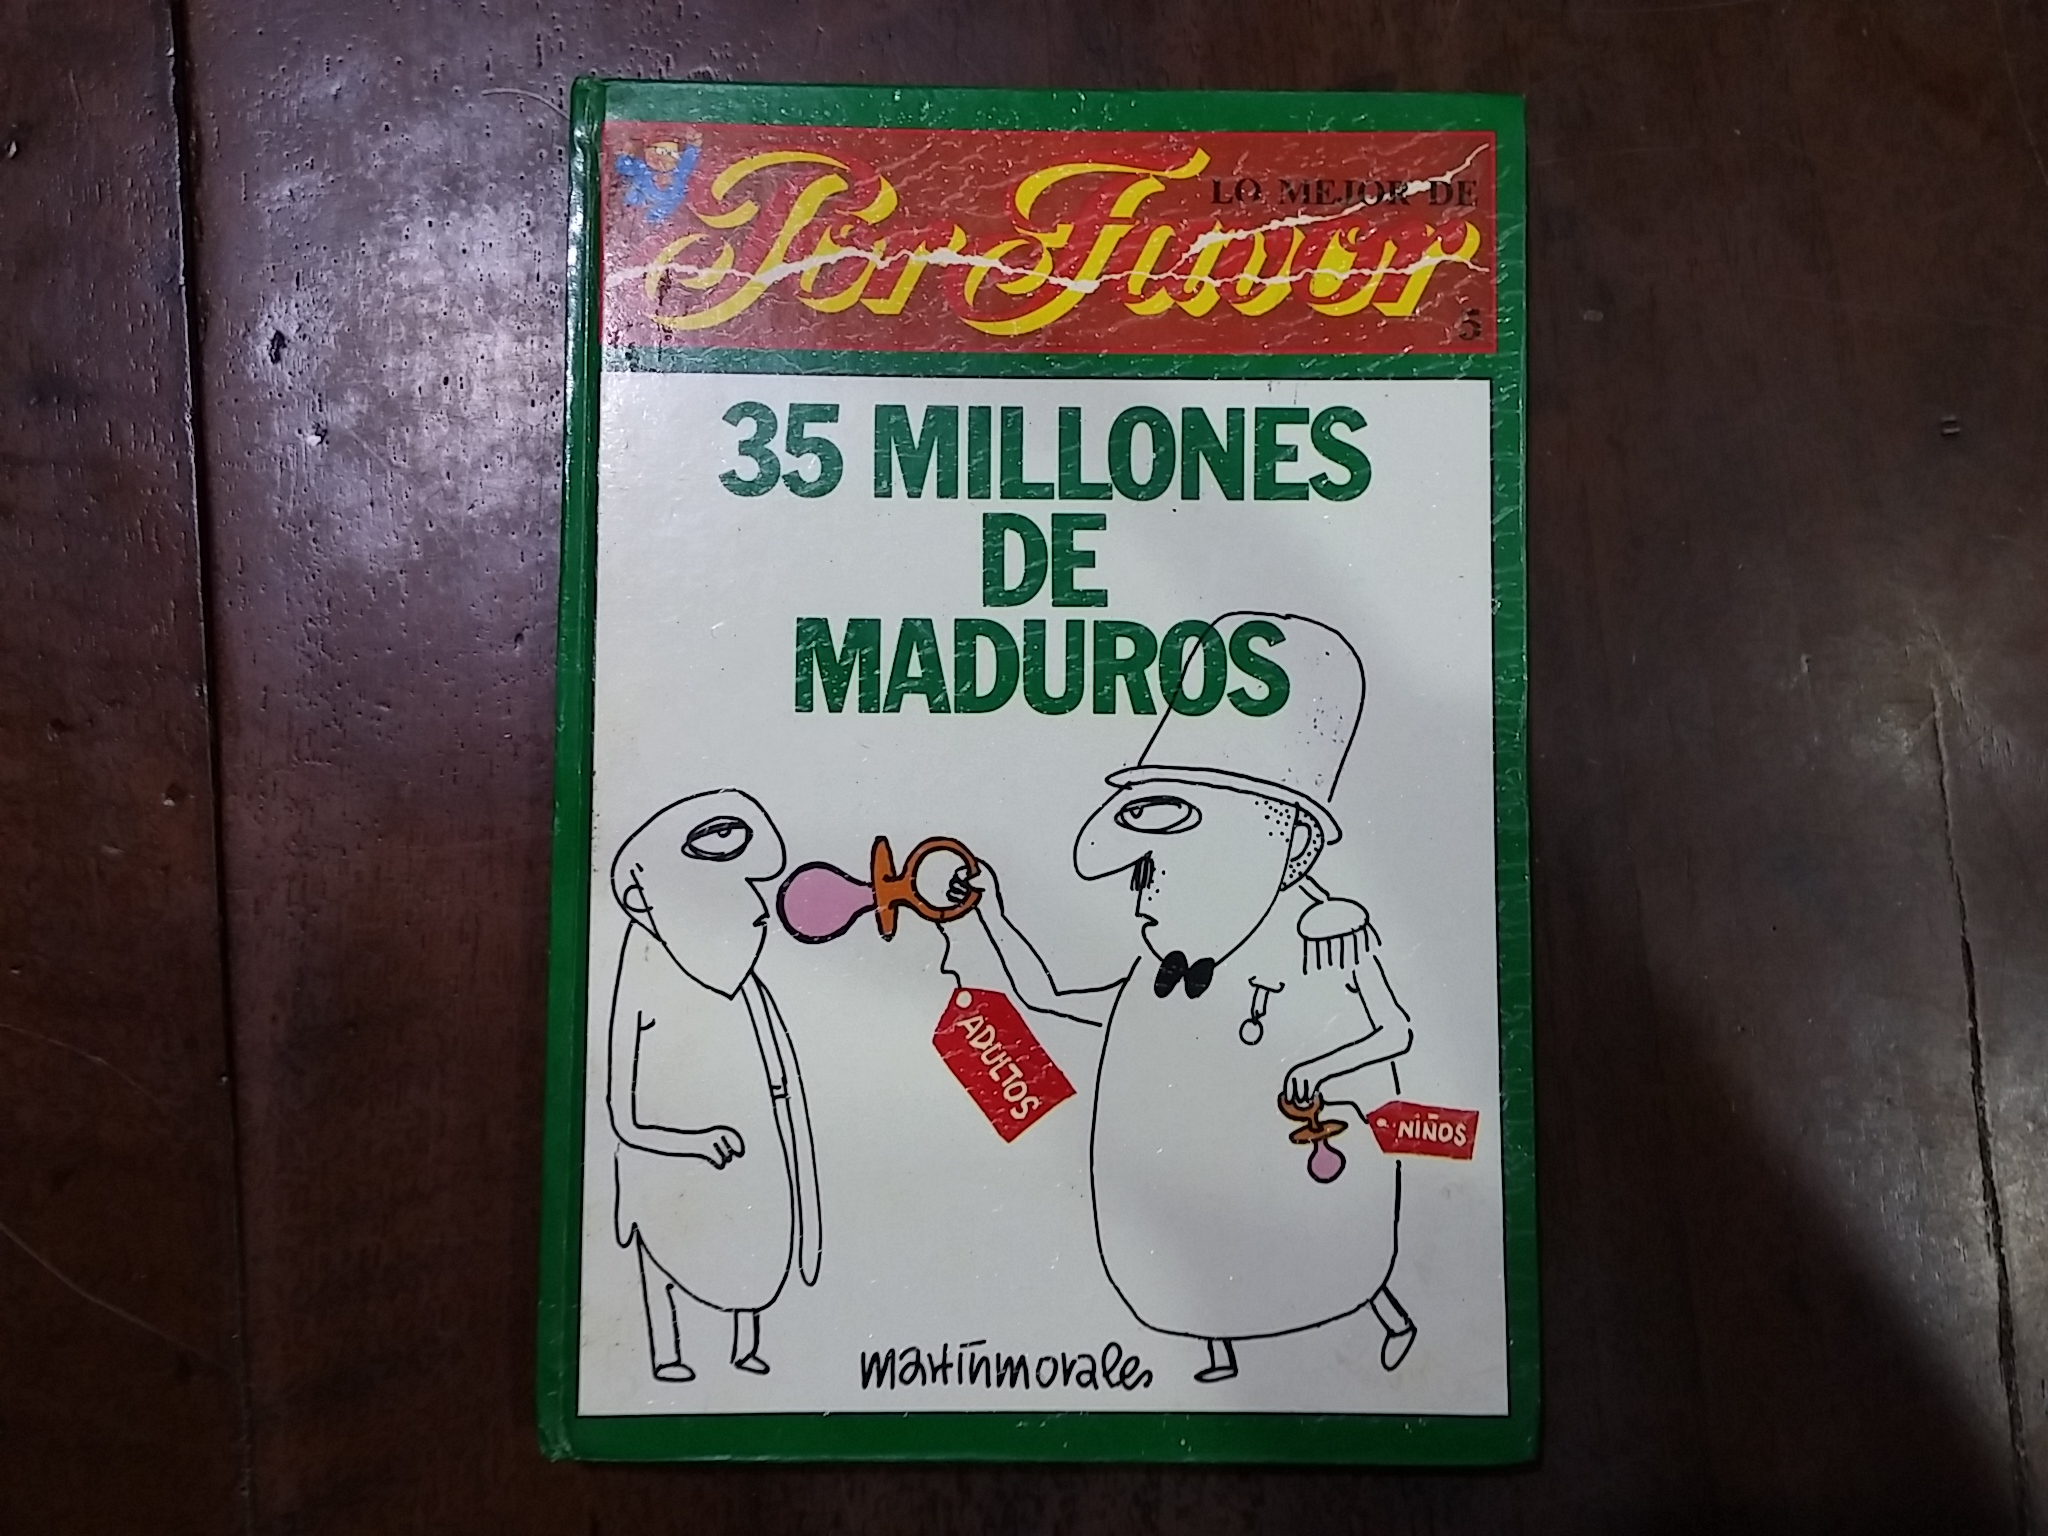 LO MEJOR DE
Por Favor
5
35 MILLONES
DE
MADUROS
ADULTOS
NIÑOS
martínmorales